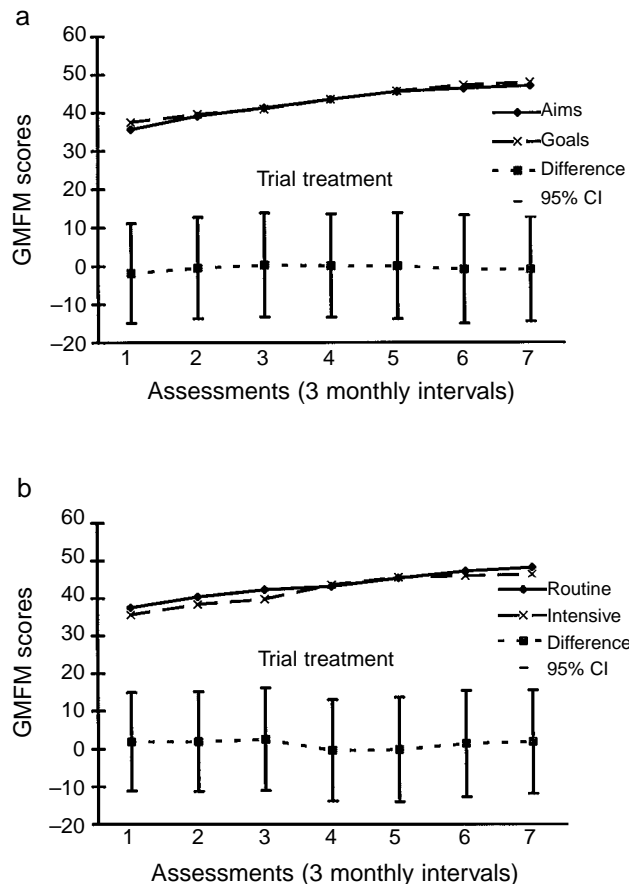 a
60
50
40
30
20
10
0
–10
–20
GMFM scores
Aims
Goals
Difference
95% CI
Trial treatment
1 2 3 4 5 6 7
Assessments (3 monthly intervals)
b
60
50
40
30
20
10
0
–10
–20
GMFM scores
Routine
Intensive
Difference
95% CI
Trial treatment
1 2 3 4 5 6 7
Assessments (3 monthly intervals)